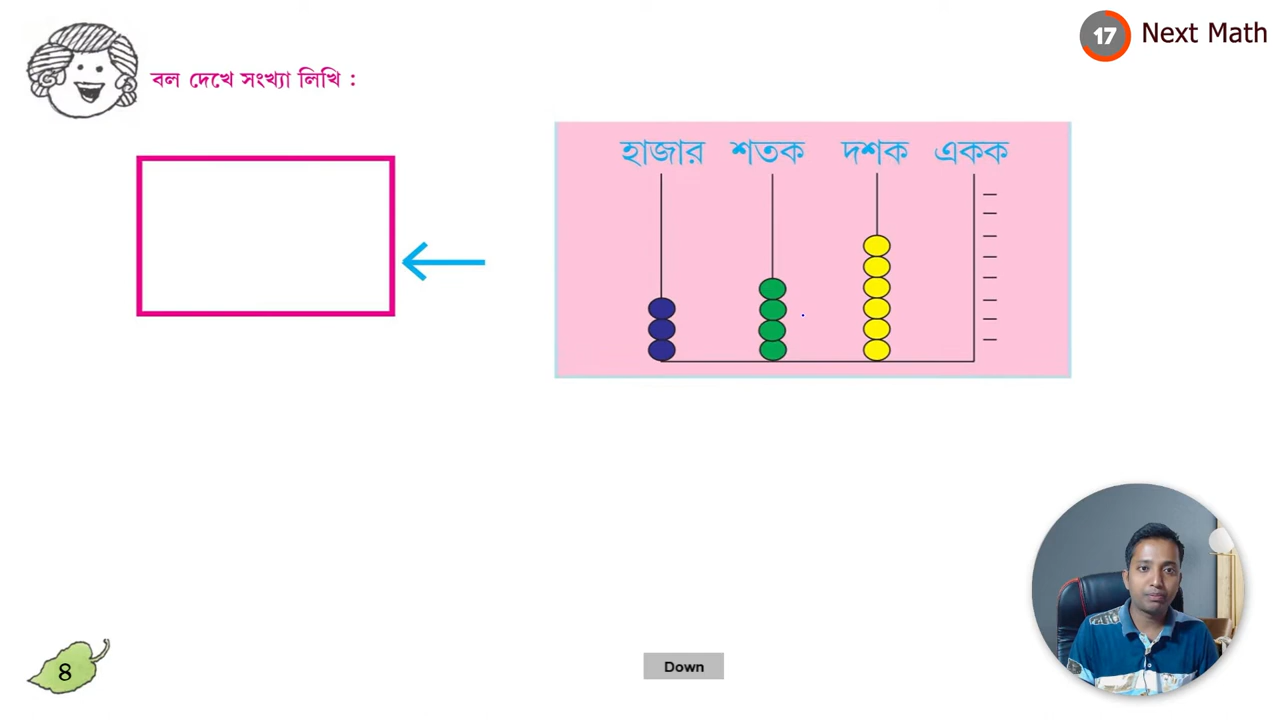 17 Next Math
বল দেখে সংখ্যা লিখি :
হাজার শতক দশক একক
8
Down